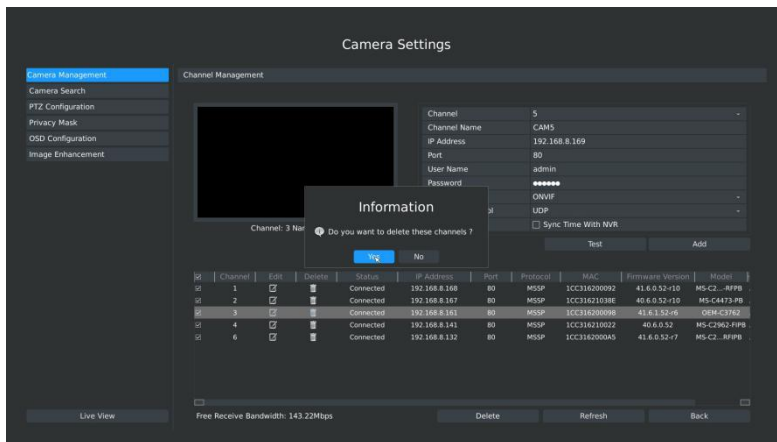 Camera Settings
Camera Management
Camera Search
PTZ Configuration
Privacy Mask
OSD Configuration
Image Enhancement
Live View
Channel Management
Channel: 3 Nar
Channel 5
Channel Name CAM5
IP Address 192.168.8.169
Port 80
User Name admin
Password ●●●●●●
ONVIF
ol UDP
Sync Time With NVR
Test Add
Information
Do you want to delete these channels ?
Yes No
Channel Edit Delete Status IP Address Port Protocol MAC Firmware Version Model
1 Connected 192.168.8.168 80 MSSP 1CC316200092 41.6.0.52-r10 MS-C2...-RFPB
2 Connected 192.168.8.167 80 MSSP 1CC31621038E 40.6.0.52-r10 MS-C4473-PB
3 Connected 192.168.8.161 80 MSSP 1CC316200098 41.6.1.52-r6 OEM-C3762
4 Connected 192.168.8.141 80 MSSP 1CC316210022 40.6.0.52 MS-C2962-FIPB
6 Connected 192.168.8.132 80 MSSP 1CC3162000A5 41.6.0.52-r7 MS-C2...RFIPB
Free Receive Bandwidth: 143.22Mbps Delete Refresh Back